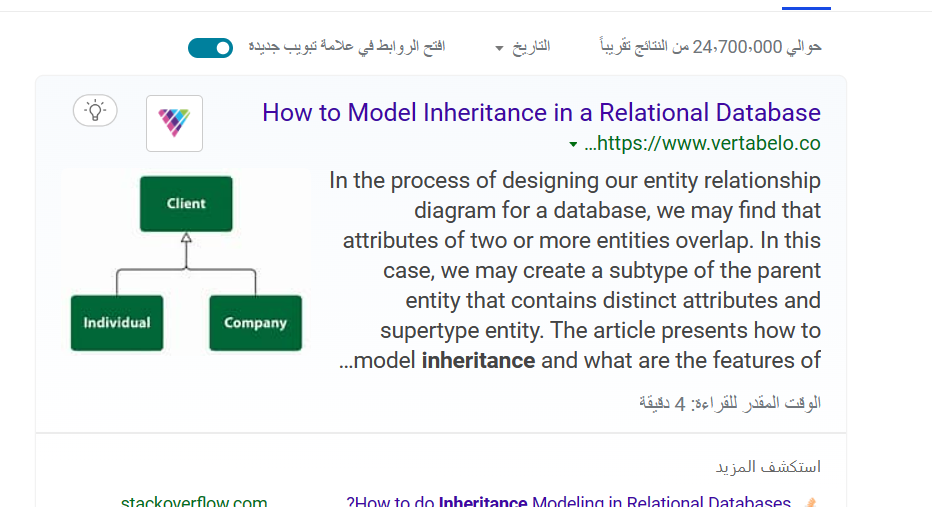 حوالي 24,700,000 من النتائج تقريباً
التاريخ
افتح الروابط في علامة تبويب جديدة
How to Model Inheritance in a Relational Database
https://www.vertabelo.co...
In the process of designing our entity relationship
diagram for a database, we may find that
attributes of two or more entities overlap. In this
case, we may create a subtype of the parent
entity that contains distinct attributes and
supertype entity. The article presents how to
model inheritance and what are the features of...
Client
Individual
Company
الوقت المقدر للقراءة: 4 دقيقة
استكشف المزيد
How to do Inheritance Modeling in Relational Databases?
stackoverflow.com